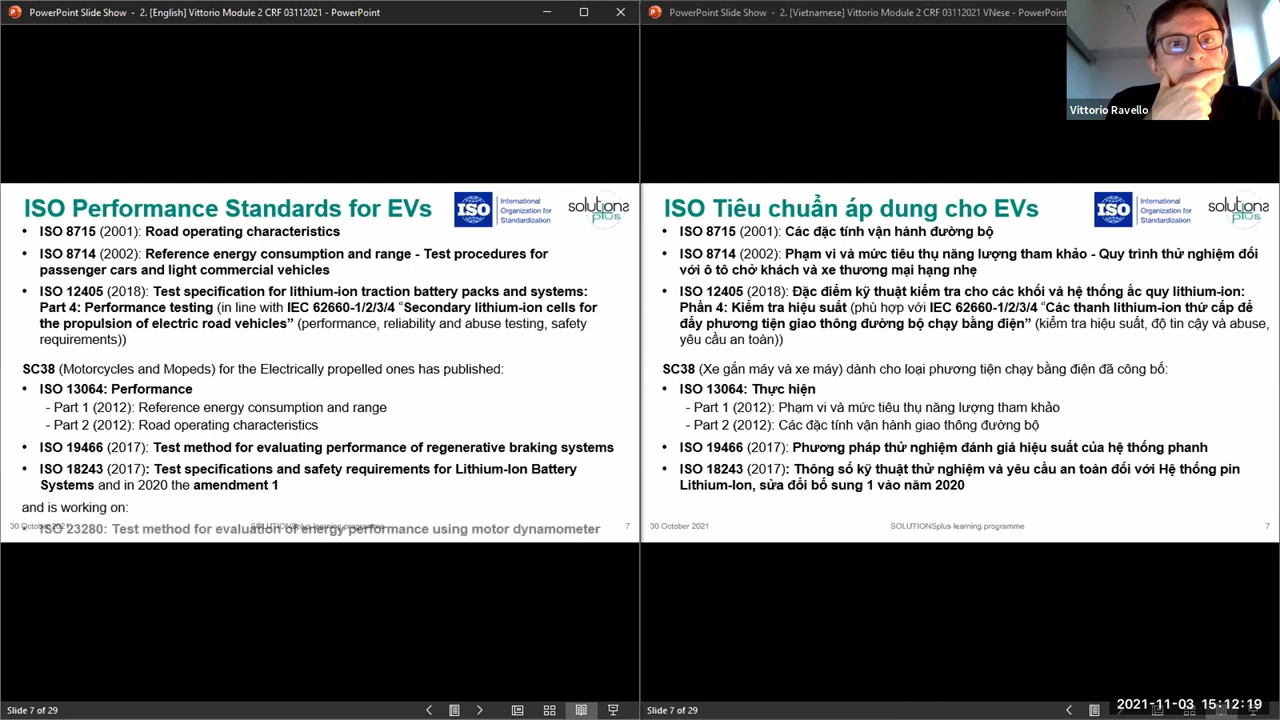 PowerPoint Slide Show - 2. [English] Vittorio Module 2 CRF 03112021 - PowerPoint
ISO Performance Standards for EVs
ISO
International
Organization for
Standardization
solutions
plus
• ISO 8715 (2001): Road operating characteristics
• ISO 8714 (2002): Reference energy consumption and range - Test procedures for
passenger cars and light commercial vehicles
• ISO 12405 (2018): Test specification for lithium-ion traction battery packs and systems:
Part 4: Performance testing (in line with IEC 62660-1/2/3/4 “Secondary lithium-ion cells for
the propulsion of electric road vehicles” (performance, reliability and abuse testing, safety
requirements))
SC38 (Motorcycles and Mopeds) for the Electrically propelled ones has published:
• ISO 13064: Performance
- Part 1 (2012): Reference energy consumption and range
- Part 2 (2012): Road operating characteristics
• ISO 19466 (2017): Test method for evaluating performance of regenerative braking systems
• ISO 18243 (2017): Test specifications and safety requirements for Lithium-Ion Battery
Systems and in 2020 the amendment 1
and is working on:
ISO 23280: Test method for evaluation of energy performance using motor dynamometer
30 October 2021
SOLUTIONSplus learning programme
7
Slide 7 of 29
PowerPoint Slide Show - 2. [Vietnamese] Vittorio Module 2 CRF 03112021 VNese - PowerPoint
Vittorio Ravello
ISO Tiêu chuẩn áp dung cho EVs
ISO
International
Organization for
Standardization
solutions
plus
• ISO 8715 (2001): Các đặc tính vận hành đường bộ
• ISO 8714 (2002): Phạm vi và mức tiêu thụ năng lượng tham khảo - Quy trình thử nghiệm đối
với ô tô chở khách và xe thương mại hạng nhẹ
• ISO 12405 (2018): Đặc điểm kỹ thuật kiểm tra cho các khối và hệ thống ắc quy lithium-ion:
Phần 4: Kiểm tra hiệu suất (phù hợp với IEC 62660-1/2/3/4 “Các thanh lithium-ion thứ cấp để
đẩy phương tiện giao thông đường bộ chạy bằng điện” (kiểm tra hiệu suất, độ tin cậy và abuse,
yêu cầu an toàn))
SC38 (Xe gắn máy và xe máy) dành cho loại phương tiện chạy bằng điện đã công bố:
• ISO 13064: Thực hiện
- Part 1 (2012): Phạm vi và mức tiêu thụ năng lượng tham khảo
- Part 2 (2012): Các đặc tính vận hành giao thông đường bộ
• ISO 19466 (2017): Phương pháp thử nghiệm đánh giá hiệu suất của hệ thống phanh
• ISO 18243 (2017): Thông số kỹ thuật thử nghiệm và yêu cầu an toàn đối với Hệ thống pin
Lithium-Ion, sửa đổi bổ sung 1 vào năm 2020
30 October 2021
SOLUTIONSplus learning programme
7
Slide 7 of 29
2021-11-03 15:12:19